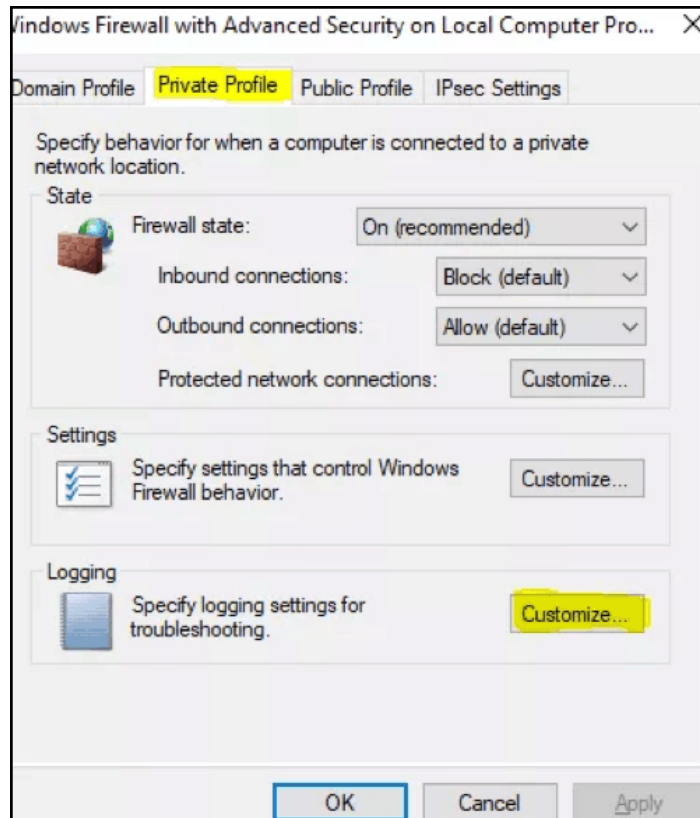 Windows Firewall with Advanced Security on Local Computer Pro...
Domain Profile Private Profile Public Profile IPsec Settings
Specify behavior for when a computer is connected to a private
network location.
State
Firewall state: On (recommended)
Inbound connections: Block (default)
Outbound connections: Allow (default)
Protected network connections: Customize...
Settings
Specify settings that control Windows
Firewall behavior.
Customize...
Logging
Specify logging settings for
troubleshooting.
Customize...
OK Cancel Apply